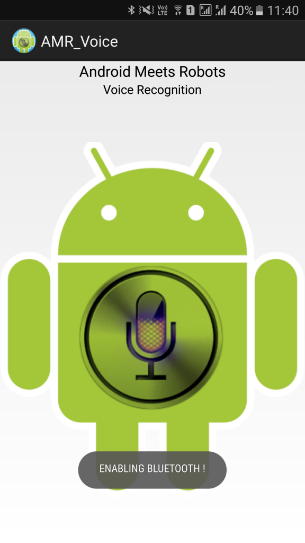 40% 11:40
AMR_Voice
Android Meets Robots
Voice Recognition
ENABLING BLUETOOTH !